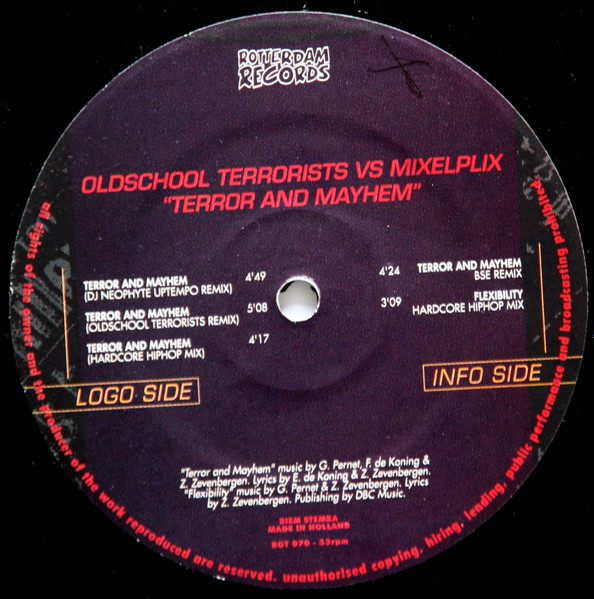 ROTTERDAM
RECORDS
OLDSCHOOL TERRORISTS VS MIXELPLIX
"TERROR AND MAYHEM"
TERROR AND MAYHEM 4'49
(DJ NEOPHYTE UPTEMPO REMIX)
TERROR AND MAYHEM 5'08
(OLDSCHOOL TERRORISTS REMIX)
TERROR AND MAYHEM 4'17
(HARDCORE HIPHOP MIX)
LOGO SIDE
4'24 TERROR AND MAYHEM
BSE REMIX
3'09 FLEXIBILITY
HARDCORE HIPHOP MIX
INFO SIDE
"Terror and Mayhem" music by G. Pernet, F. de Koning &
Z. Zevenbergen. Lyrics by E. de Koning & Z. Zevenbergen.
"Flexibility" music by G. Pernet & Z. Zevenbergen. Lyrics
by Z. Zevenbergen. Publishing by DBC Music.
BIEM STEMRA
MADE IN HOLLAND
ROT 070 - 33rpm
all rights of the owner and the producer of the work reproduced are reserved. unauthorised copying, hiring, lending, public performance and broadcasting prohibited.